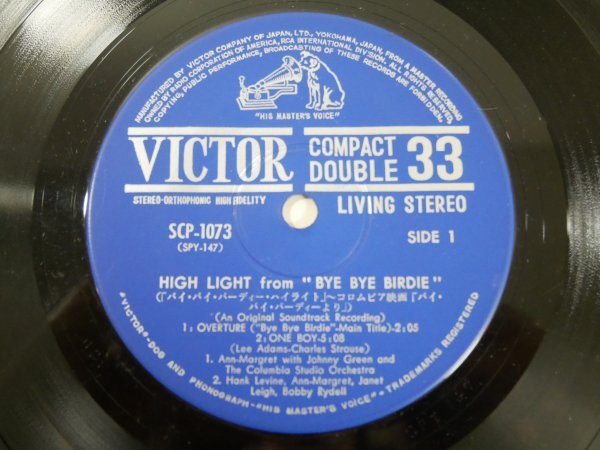 MANUFACTURED BY VICTOR COMPANY OF JAPAN, LTD., YOKOHAMA, JAPAN, FROM A MASTER RECORDING
OWNED BY RADIO CORPORATION OF AMERICA, RCA INTERNATIONAL DIVISION. ALL RIGHTS RESERVED.
COPYING, PUBLIC PERFORMANCE, BROADCASTING OF THESE RECORDS ARE FORBIDDEN.
"HIS MASTER'S VOICE"
VICTOR
COMPACT
DOUBLE 33
STEREO-ORTHOPHONIC HIGH FIDELITY
LIVING STEREO
SCP-1073
(SPY-147)
SIDE 1
HIGH LIGHT from "BYE BYE BIRDIE"
(「バイ・バイ・バーディー・ハイライト」~コロムビア映画「バイ・
バイ・バーディーより」)
(An Original Soundtrack Recording)
1: OVERTURE ("Bye Bye Birdie"-Main Title)-2:05
2: ONE BOY-5:08
(Lee Adams-Charles Strouse)
1. Ann-Margret with Johnny Green and
The Columbia Studio Orchestra
2. Hank Levine, Ann-Margret, Janet
Leigh, Bobby Rydell
"VICTOR"-DOG AND PHONOGRAPH-"HIS MASTER'S VOICE"-TRADEMARKS REGISTERED